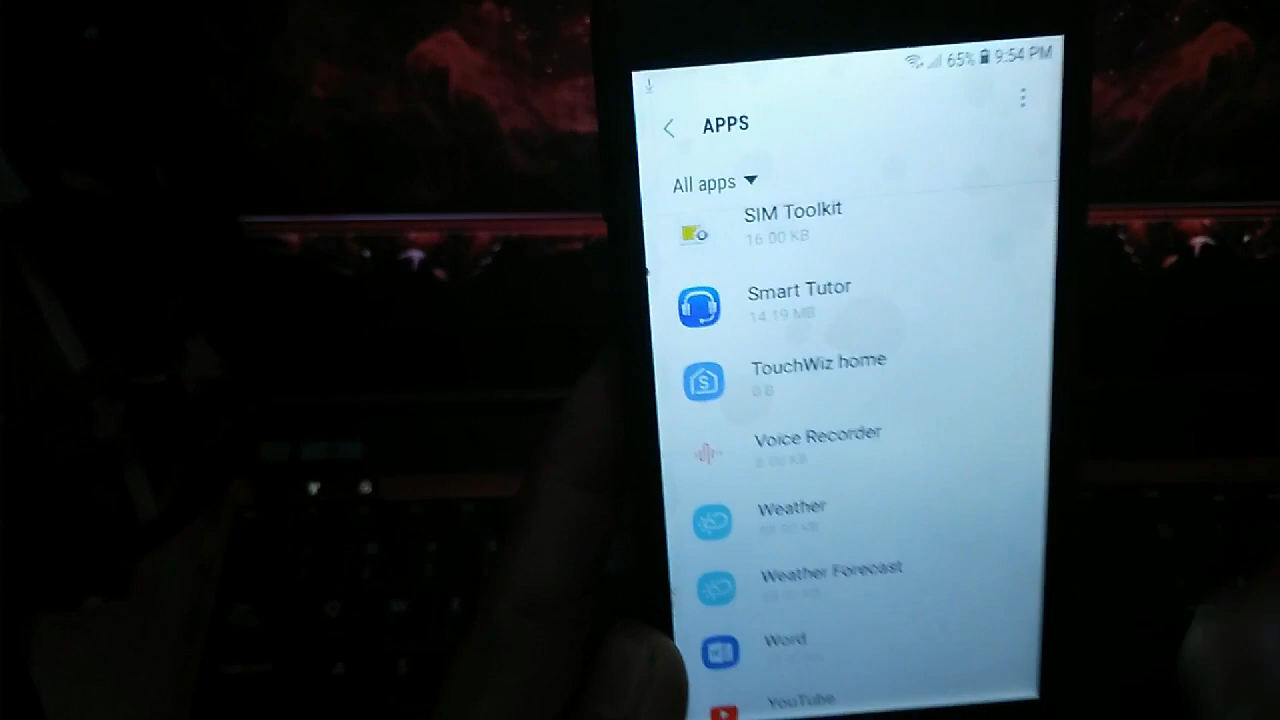 65% 9:54 PM
APPS
All apps
SIM Toolkit
16.00 KB
Smart Tutor
14.19 MB
TouchWiz home
0 B
Voice Recorder
Weather
Weather Forecast
Word
YouTube